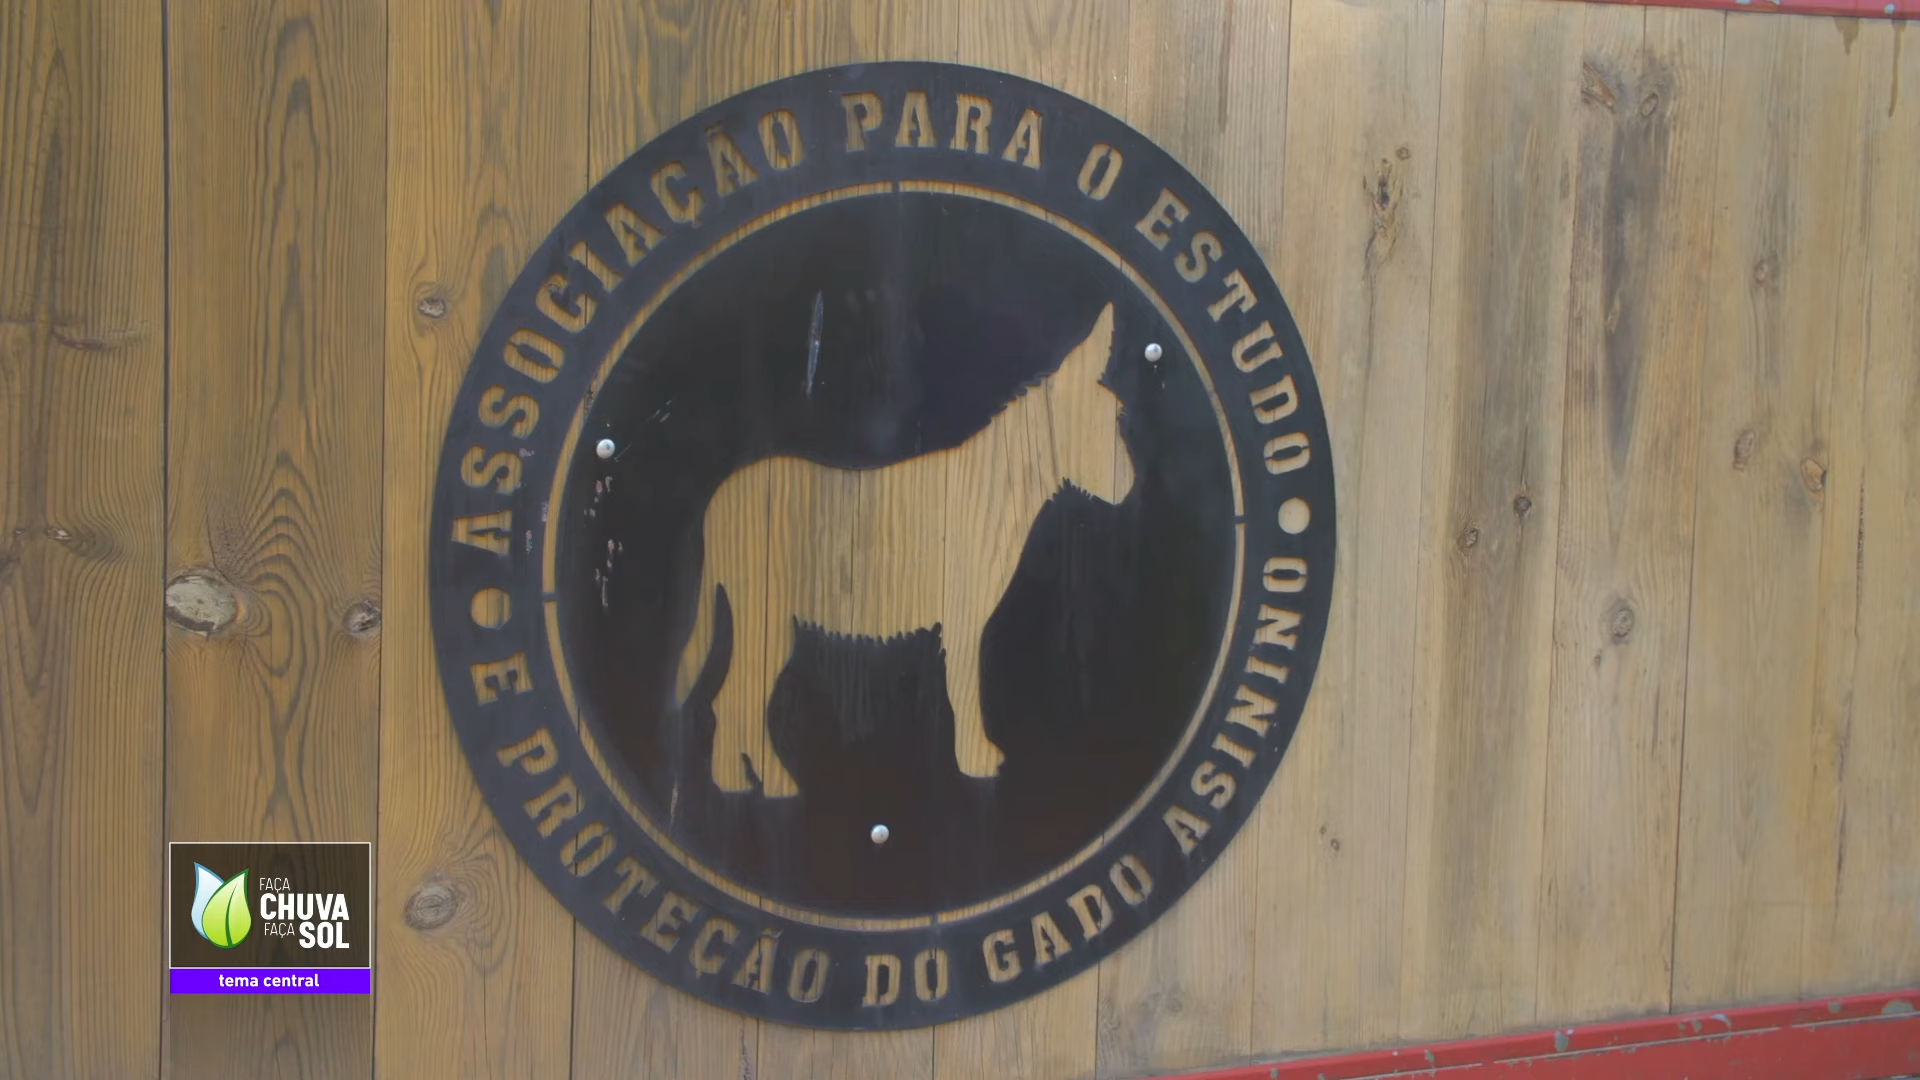 ASSOCIAÇÃO PARA O ESTUDO
E PROTEÇÃO DO GADO ASININO
FAÇA
CHUVA
FAÇA SOL
tema central